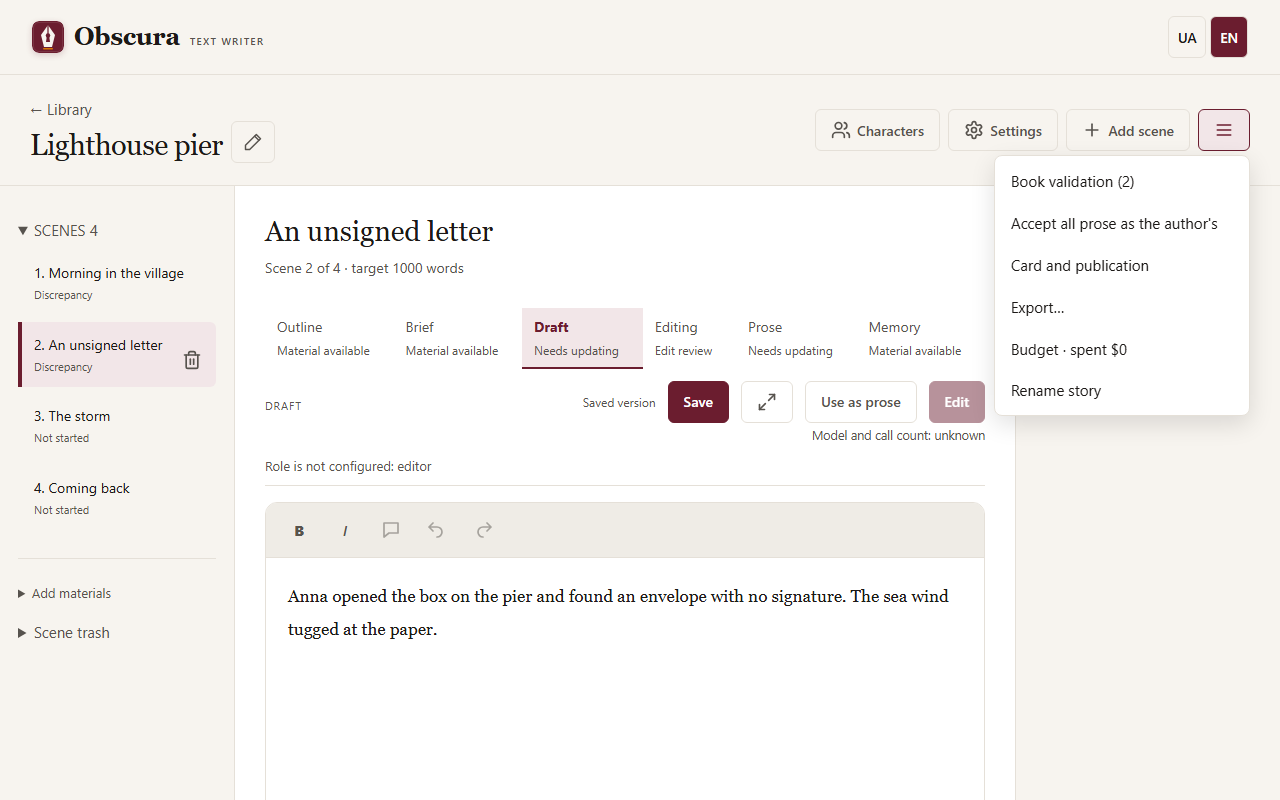 Obscura TEXT WRITER
UA EN
← Library
Lighthouse pier
Characters Settings Add scene
Book validation (2)
Accept all prose as the author's
Card and publication
Export...
Budget · spent $0
Rename story
SCENES 4
1. Morning in the village
Discrepancy
2. An unsigned letter
Discrepancy
3. The storm
Not started
4. Coming back
Not started
Add materials
Scene trash
An unsigned letter
Scene 2 of 4 · target 1000 words
Outline Brief Draft Editing Prose Memory
Material available Material available Needs updating Edit review Needs updating Material available
DRAFT Saved version Save Use as prose Edit
Model and call count: unknown
Role is not configured: editor
B I
Anna opened the box on the pier and found an envelope with no signature. The sea wind
tugged at the paper.